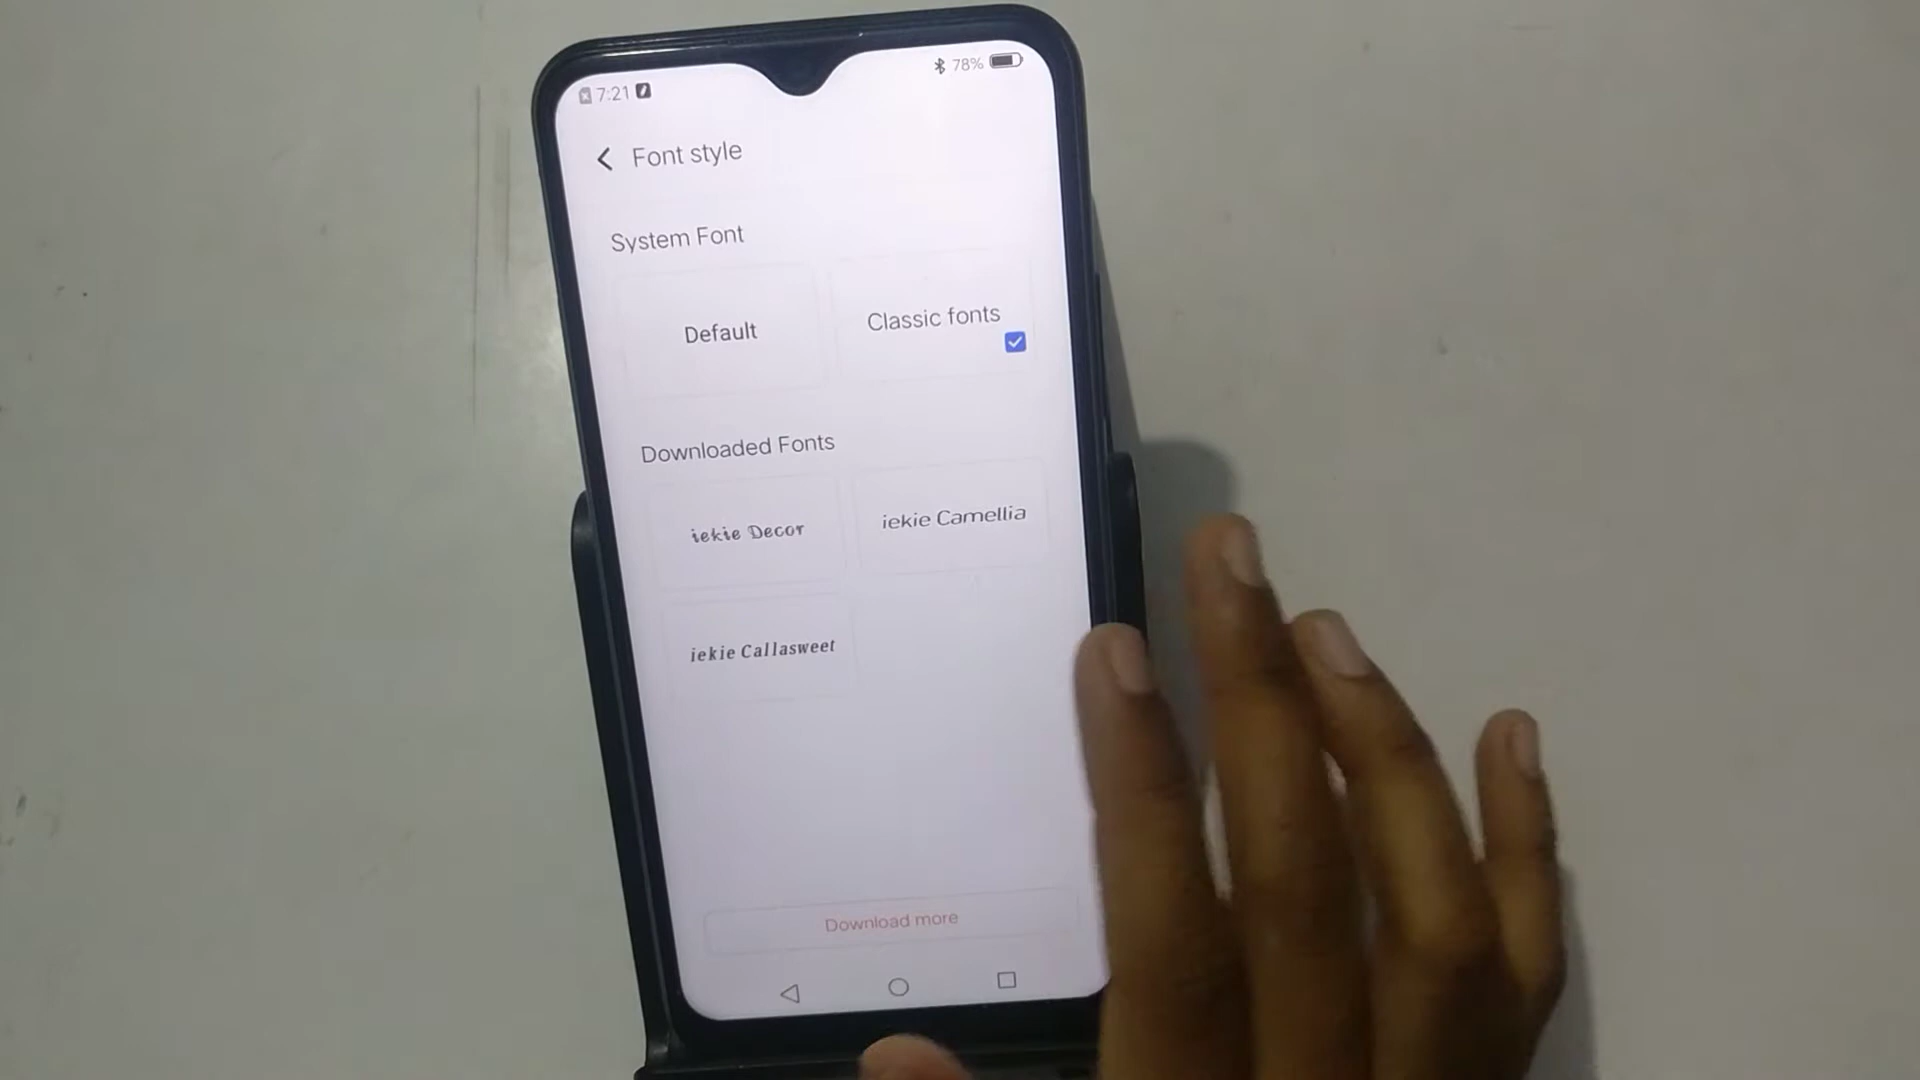 7:21
78%
Font style
System Font
Default
Classic fonts
Downloaded Fonts
iekie Decor
iekie Camellia
iekie Callasweet
Download more